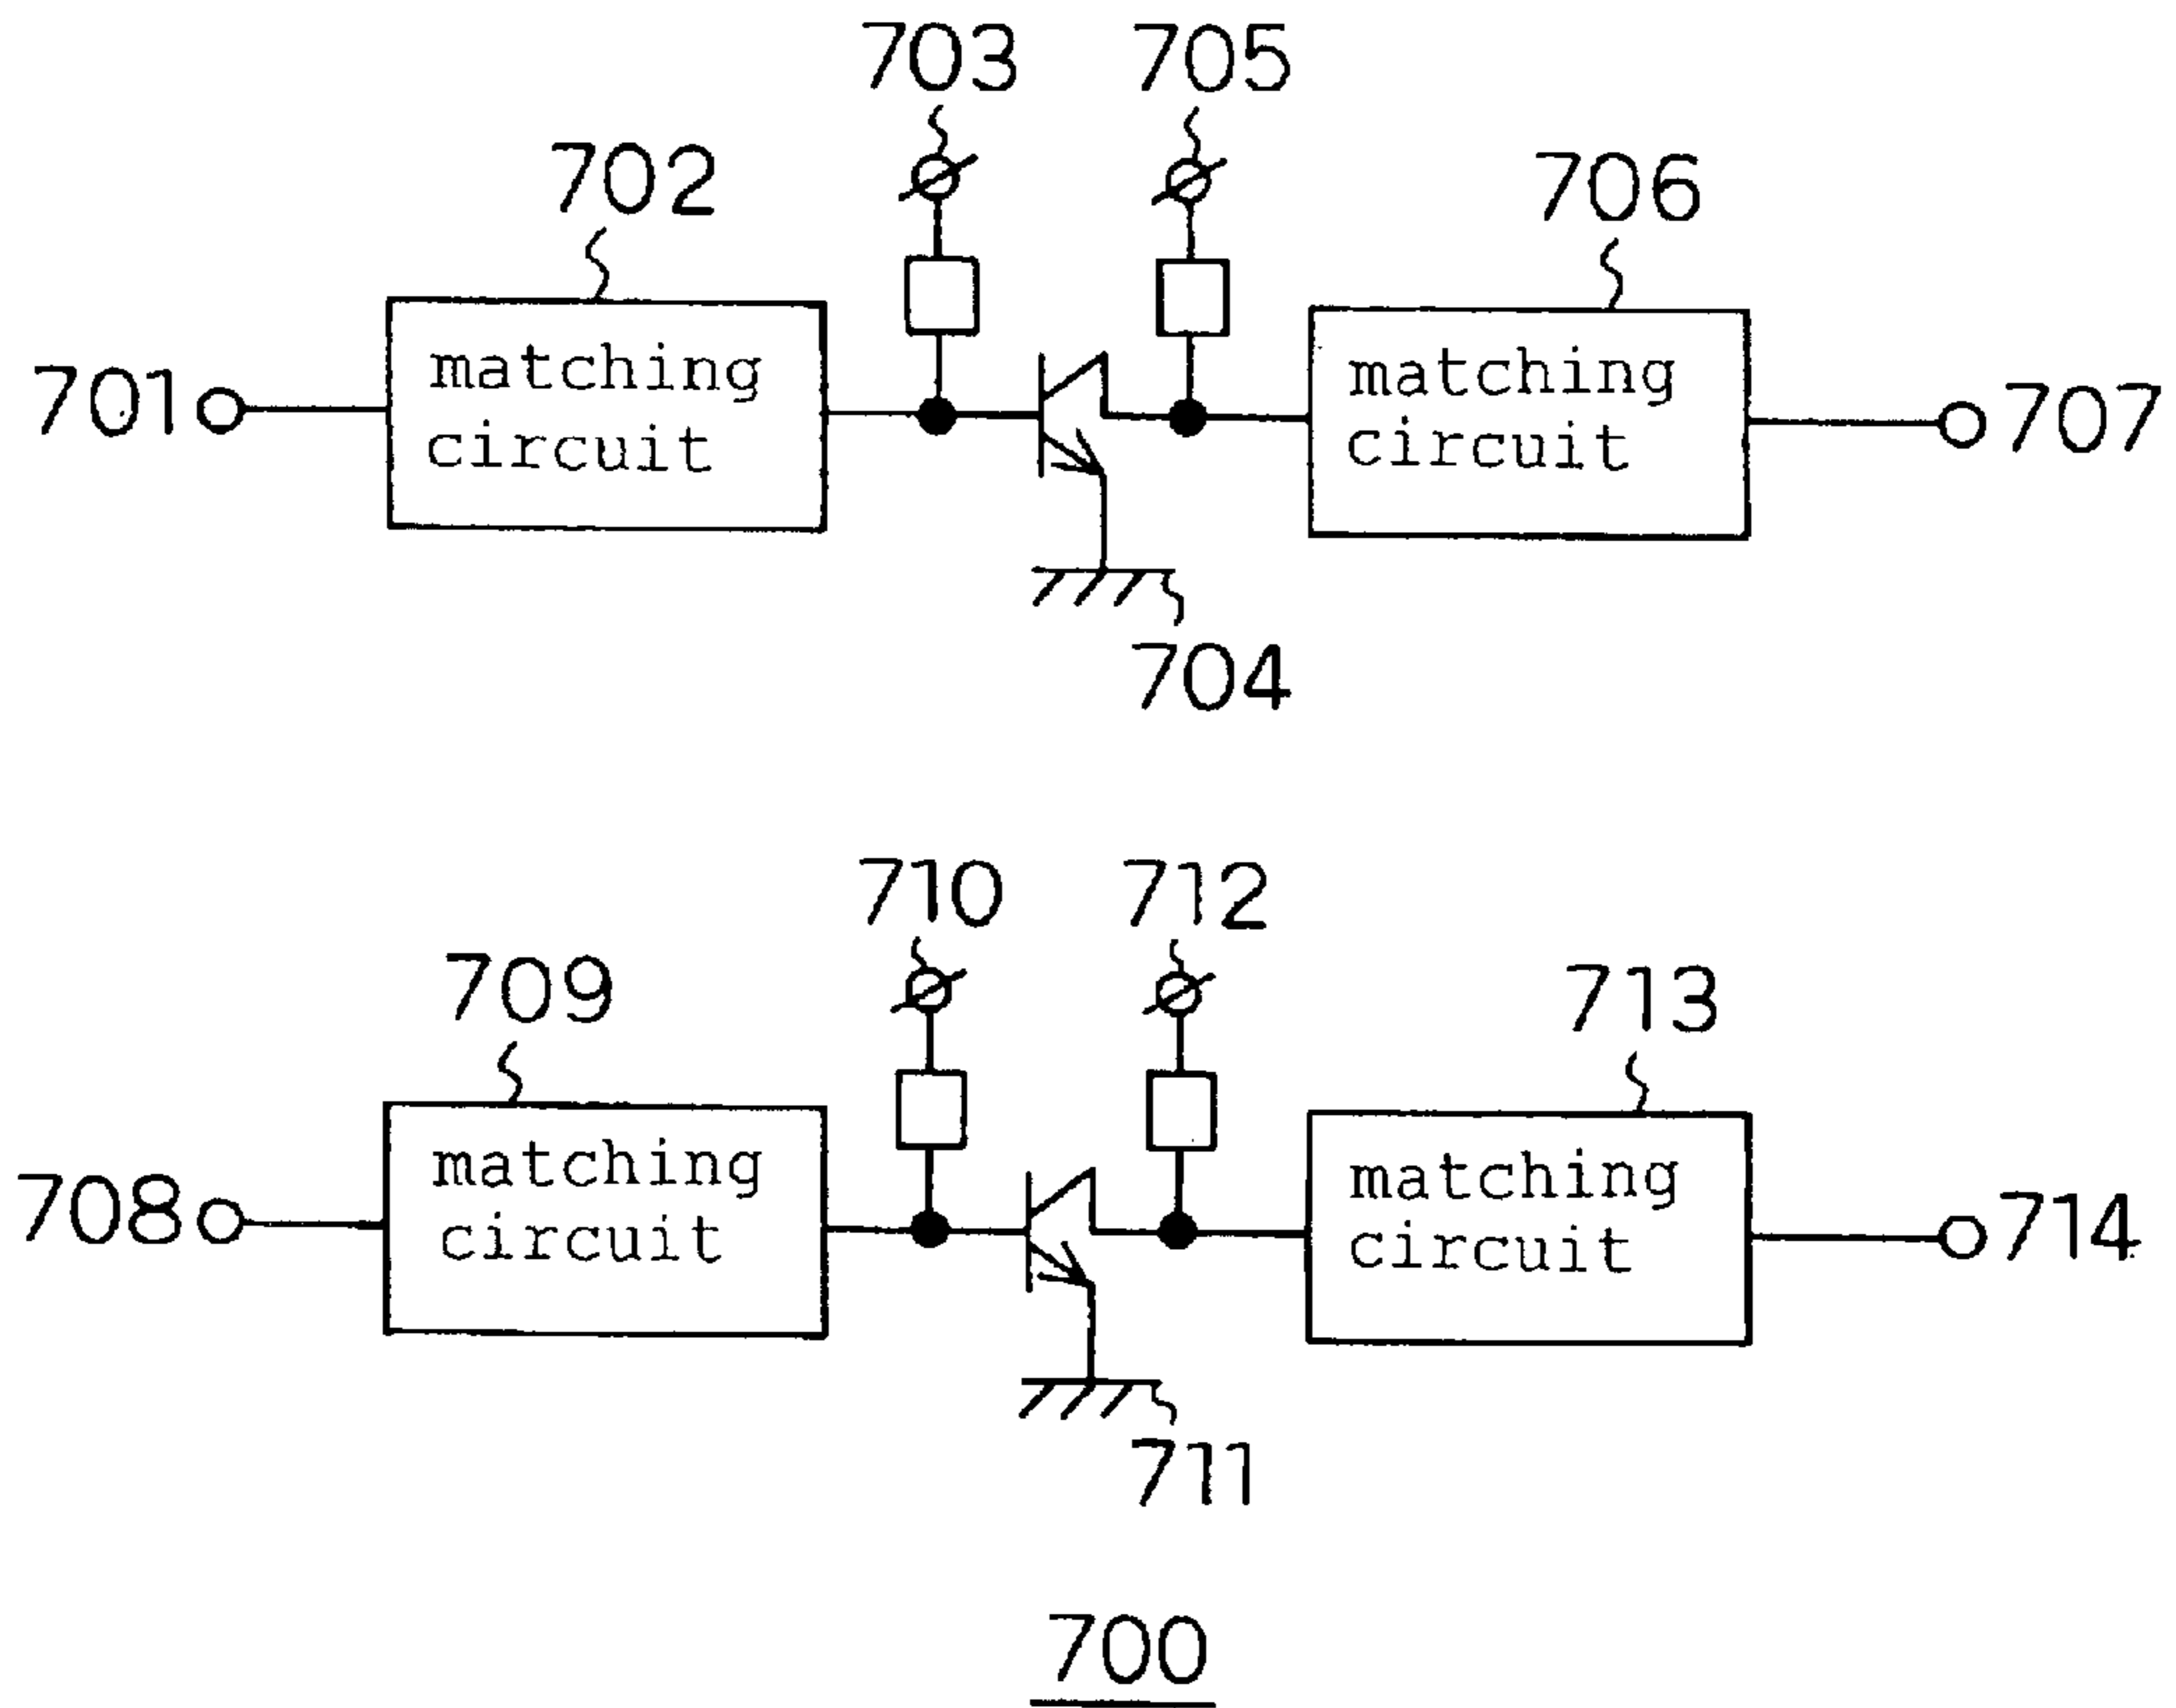 703 705
702 706
matching circuit
matching circuit
701
707
704
710 712
709 713
matching circuit
matching circuit
708
714
711
700